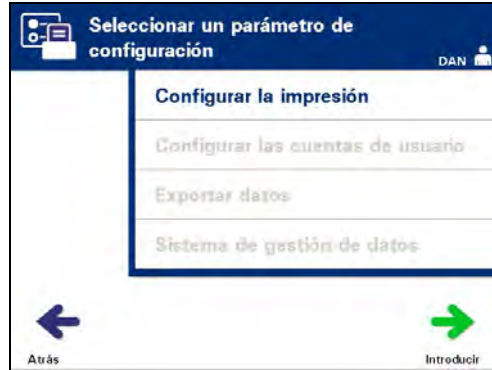 Seleccionar un parámetro de
configuración
DAN
Configurar la impresión
Configurar las cuentas de usuario
Exportar datos
Sistema de gestión de datos
Atrás
Introducir